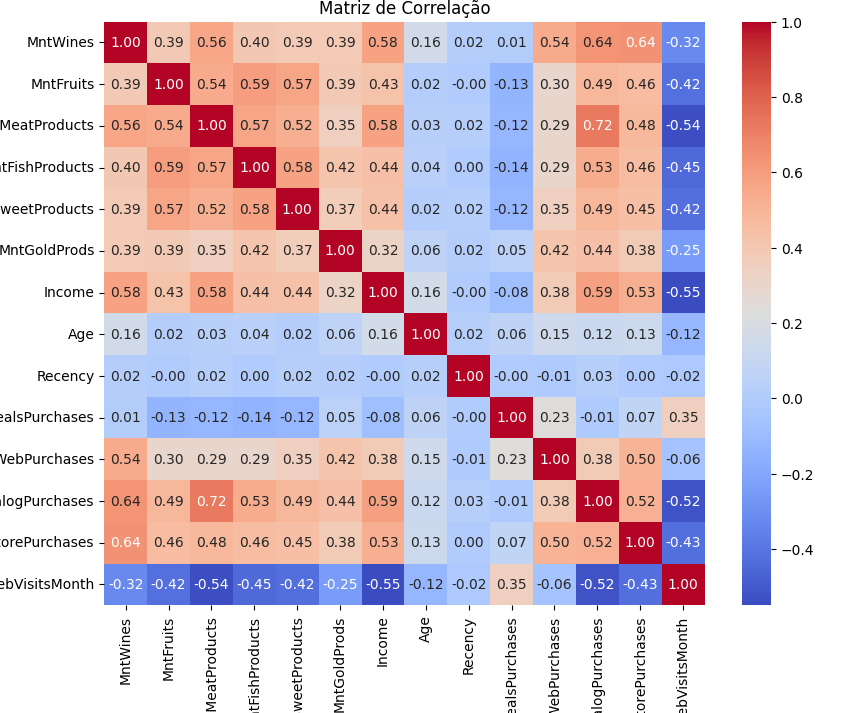 Matriz de Correlação
MntWines 1.00 0.39 0.56 0.40 0.39 0.39 0.58 0.16 0.02 0.01 0.54 0.64 0.64 -0.32
MntFruits 0.39 1.00 0.54 0.59 0.57 0.39 0.43 0.02 -0.00 -0.13 0.30 0.49 0.46 -0.42
MeatProducts 0.56 0.54 1.00 0.57 0.52 0.35 0.58 0.03 0.02 -0.12 0.29 0.72 0.48 -0.54
tFishProducts 0.40 0.59 0.57 1.00 0.58 0.42 0.44 0.04 0.00 -0.14 0.29 0.53 0.46 -0.45
weetProducts 0.39 0.57 0.52 0.58 1.00 0.37 0.44 0.02 0.02 -0.12 0.35 0.49 0.45 -0.42
MntGoldProds 0.39 0.39 0.35 0.42 0.37 1.00 0.32 0.06 0.02 0.05 0.42 0.44 0.38 -0.25
Income 0.58 0.43 0.58 0.44 0.44 0.32 1.00 0.16 -0.00 -0.08 0.38 0.59 0.53 -0.55
Age 0.16 0.02 0.03 0.04 0.02 0.06 0.16 1.00 0.02 0.06 0.15 0.12 0.13 -0.12
Recency 0.02 -0.00 0.02 0.00 0.02 0.02 -0.00 0.02 1.00 -0.00 -0.01 0.03 0.00 -0.02
ealsPurchases 0.01 -0.13 -0.12 -0.14 -0.12 0.05 -0.08 0.06 -0.00 1.00 0.23 -0.01 0.07 0.35
WebPurchases 0.54 0.30 0.29 0.29 0.35 0.42 0.38 0.15 -0.01 0.23 1.00 0.38 0.50 -0.06
alogPurchases 0.64 0.49 0.72 0.53 0.49 0.44 0.59 0.12 0.03 -0.01 0.38 1.00 0.52 -0.52
torePurchases 0.64 0.46 0.48 0.46 0.45 0.38 0.53 0.13 0.00 0.07 0.50 0.52 1.00 -0.43
ebVisitsMonth -0.32 -0.42 -0.54 -0.45 -0.42 -0.25 -0.55 -0.12 -0.02 0.35 -0.06 -0.52 -0.43 1.00
MntWines
MntFruits
MeatProducts
tFishProducts
weetProducts
MntGoldProds
Income
Age
Recency
ealsPurchases
WebPurchases
alogPurchases
torePurchases
ebVisitsMonth
1.0
0.8
0.6
0.4
0.2
0.0
−0.2
−0.4